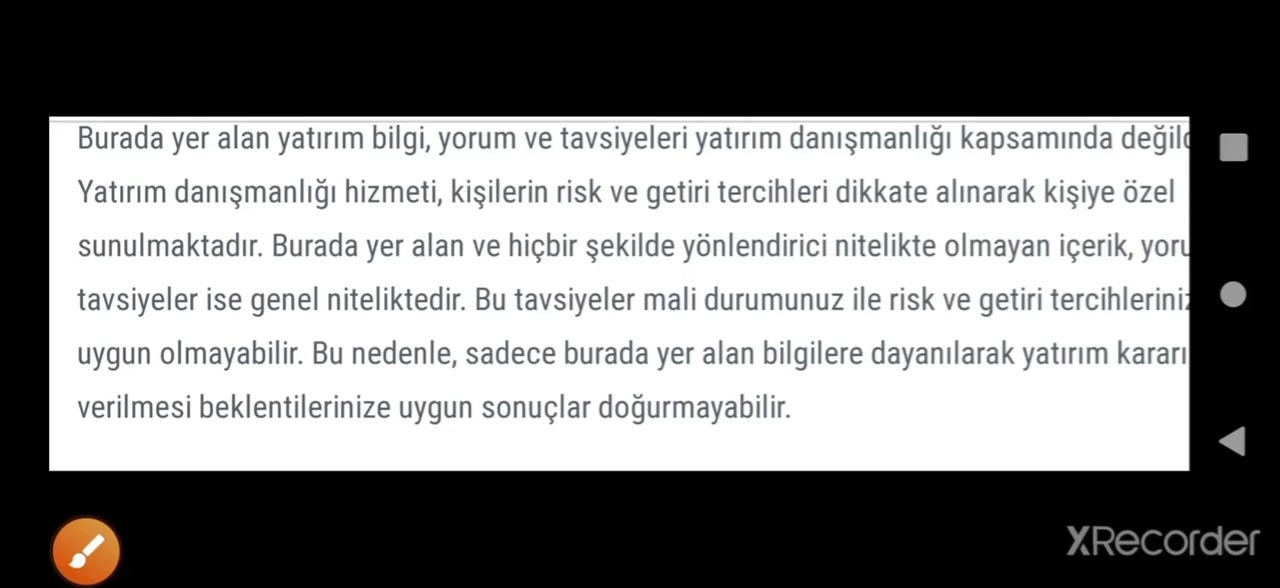 Burada yer alan yatırım bilgi, yorum ve tavsiyeleri yatırım danışmanlığı kapsamında
Yatırım danışmanlığı hizmeti, kişilerin risk ve getiri tercihleri dikkate alınarak kişiye özel
sunulmaktadır. Burada yer alan ve hiçbir şekilde yönlendirici nitelikte olmayan içerik,
tavsiyeler ise genel niteliktedir. Bu tavsiyeler mali durumunuz ile risk ve getiri
uygun olmayabilir. Bu nedenle, sadece burada yer alan bilgilere dayanılarak yatırım kararı
verilmesi beklentilerinize uygun sonuçlar doğurmayabilir.
XRecorder